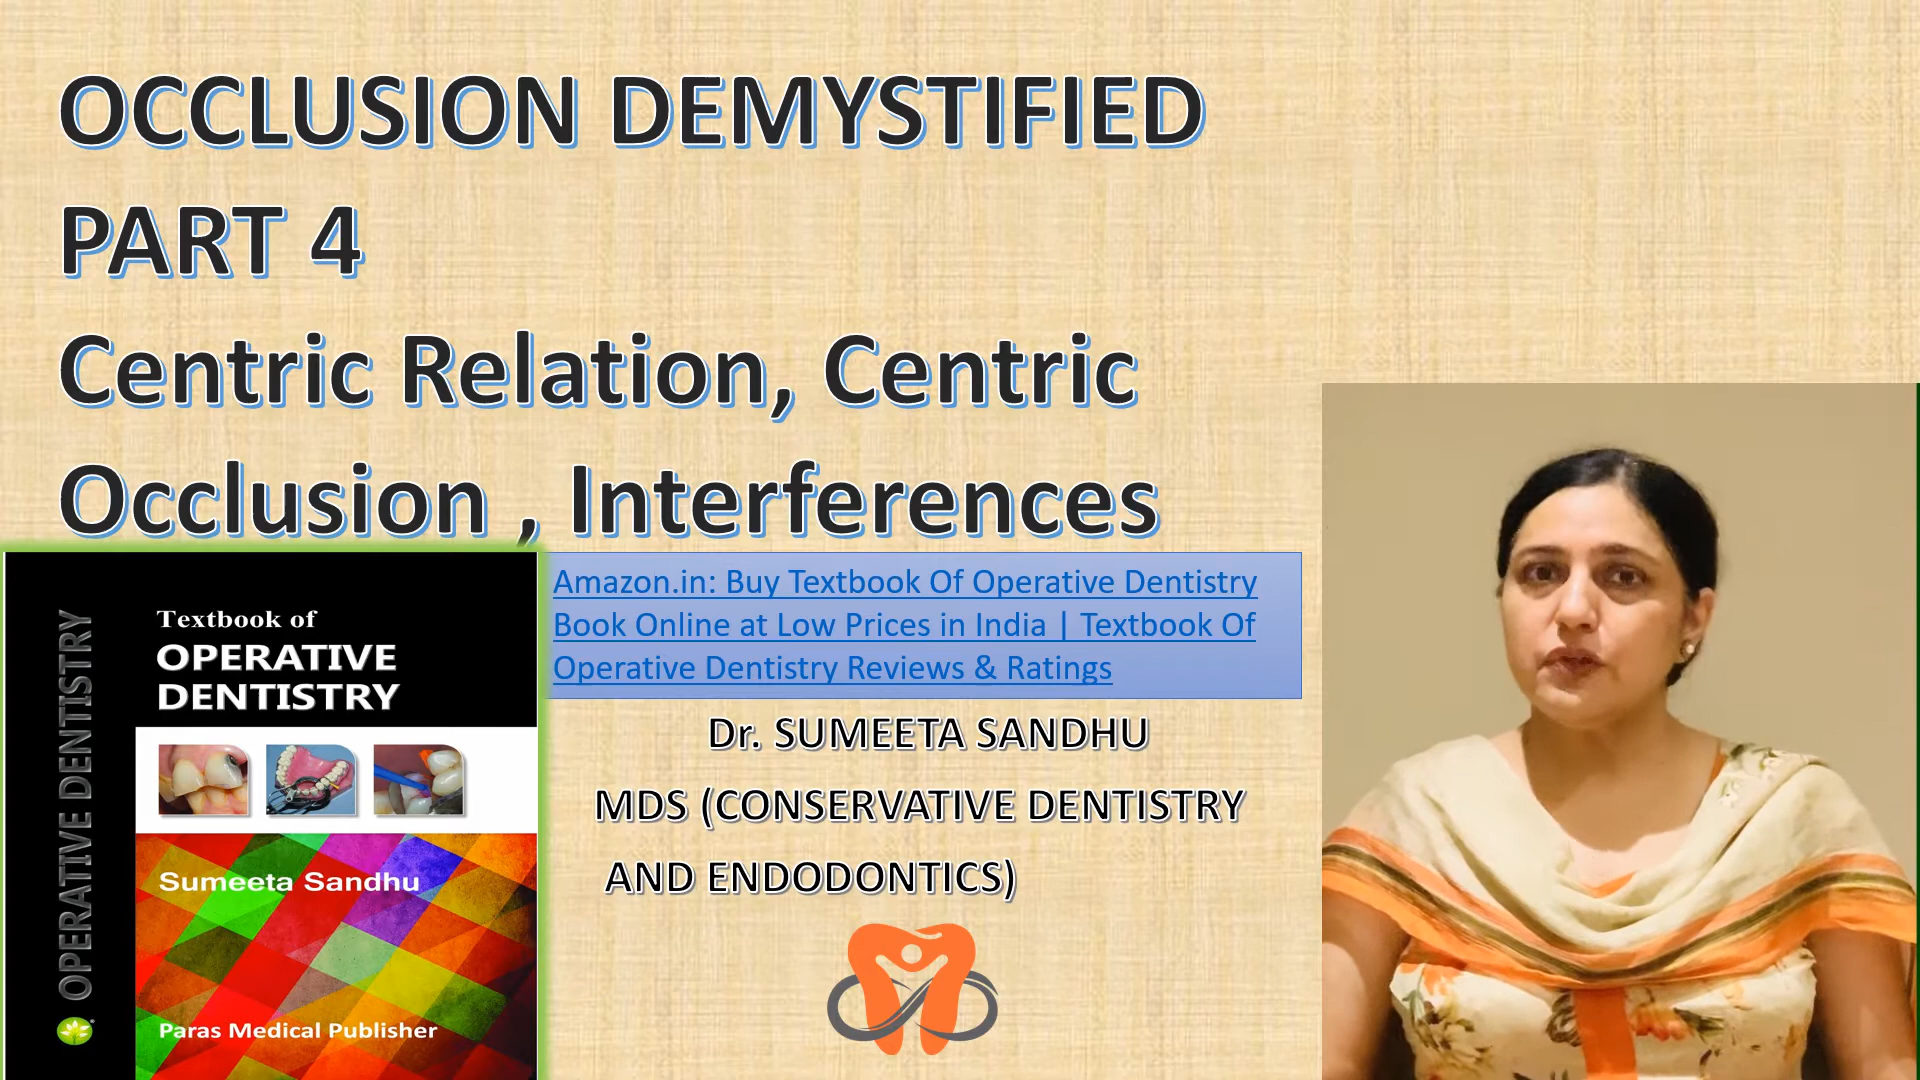 OCCLUSION DEMYSTIFIED
PART 4
Centric Relation, Centric
Occlusion , Interferences
OPERATIVE DENTISTRY
Textbook of
OPERATIVE
DENTISTRY
Sumeeta Sandhu
Paras Medical Publisher
Amazon.in: Buy Textbook Of Operative Dentistry
Book Online at Low Prices in India | Textbook Of
Operative Dentistry Reviews & Ratings
Dr. SUMEETA SANDHU
MDS (CONSERVATIVE DENTISTRY
AND ENDODONTICS)